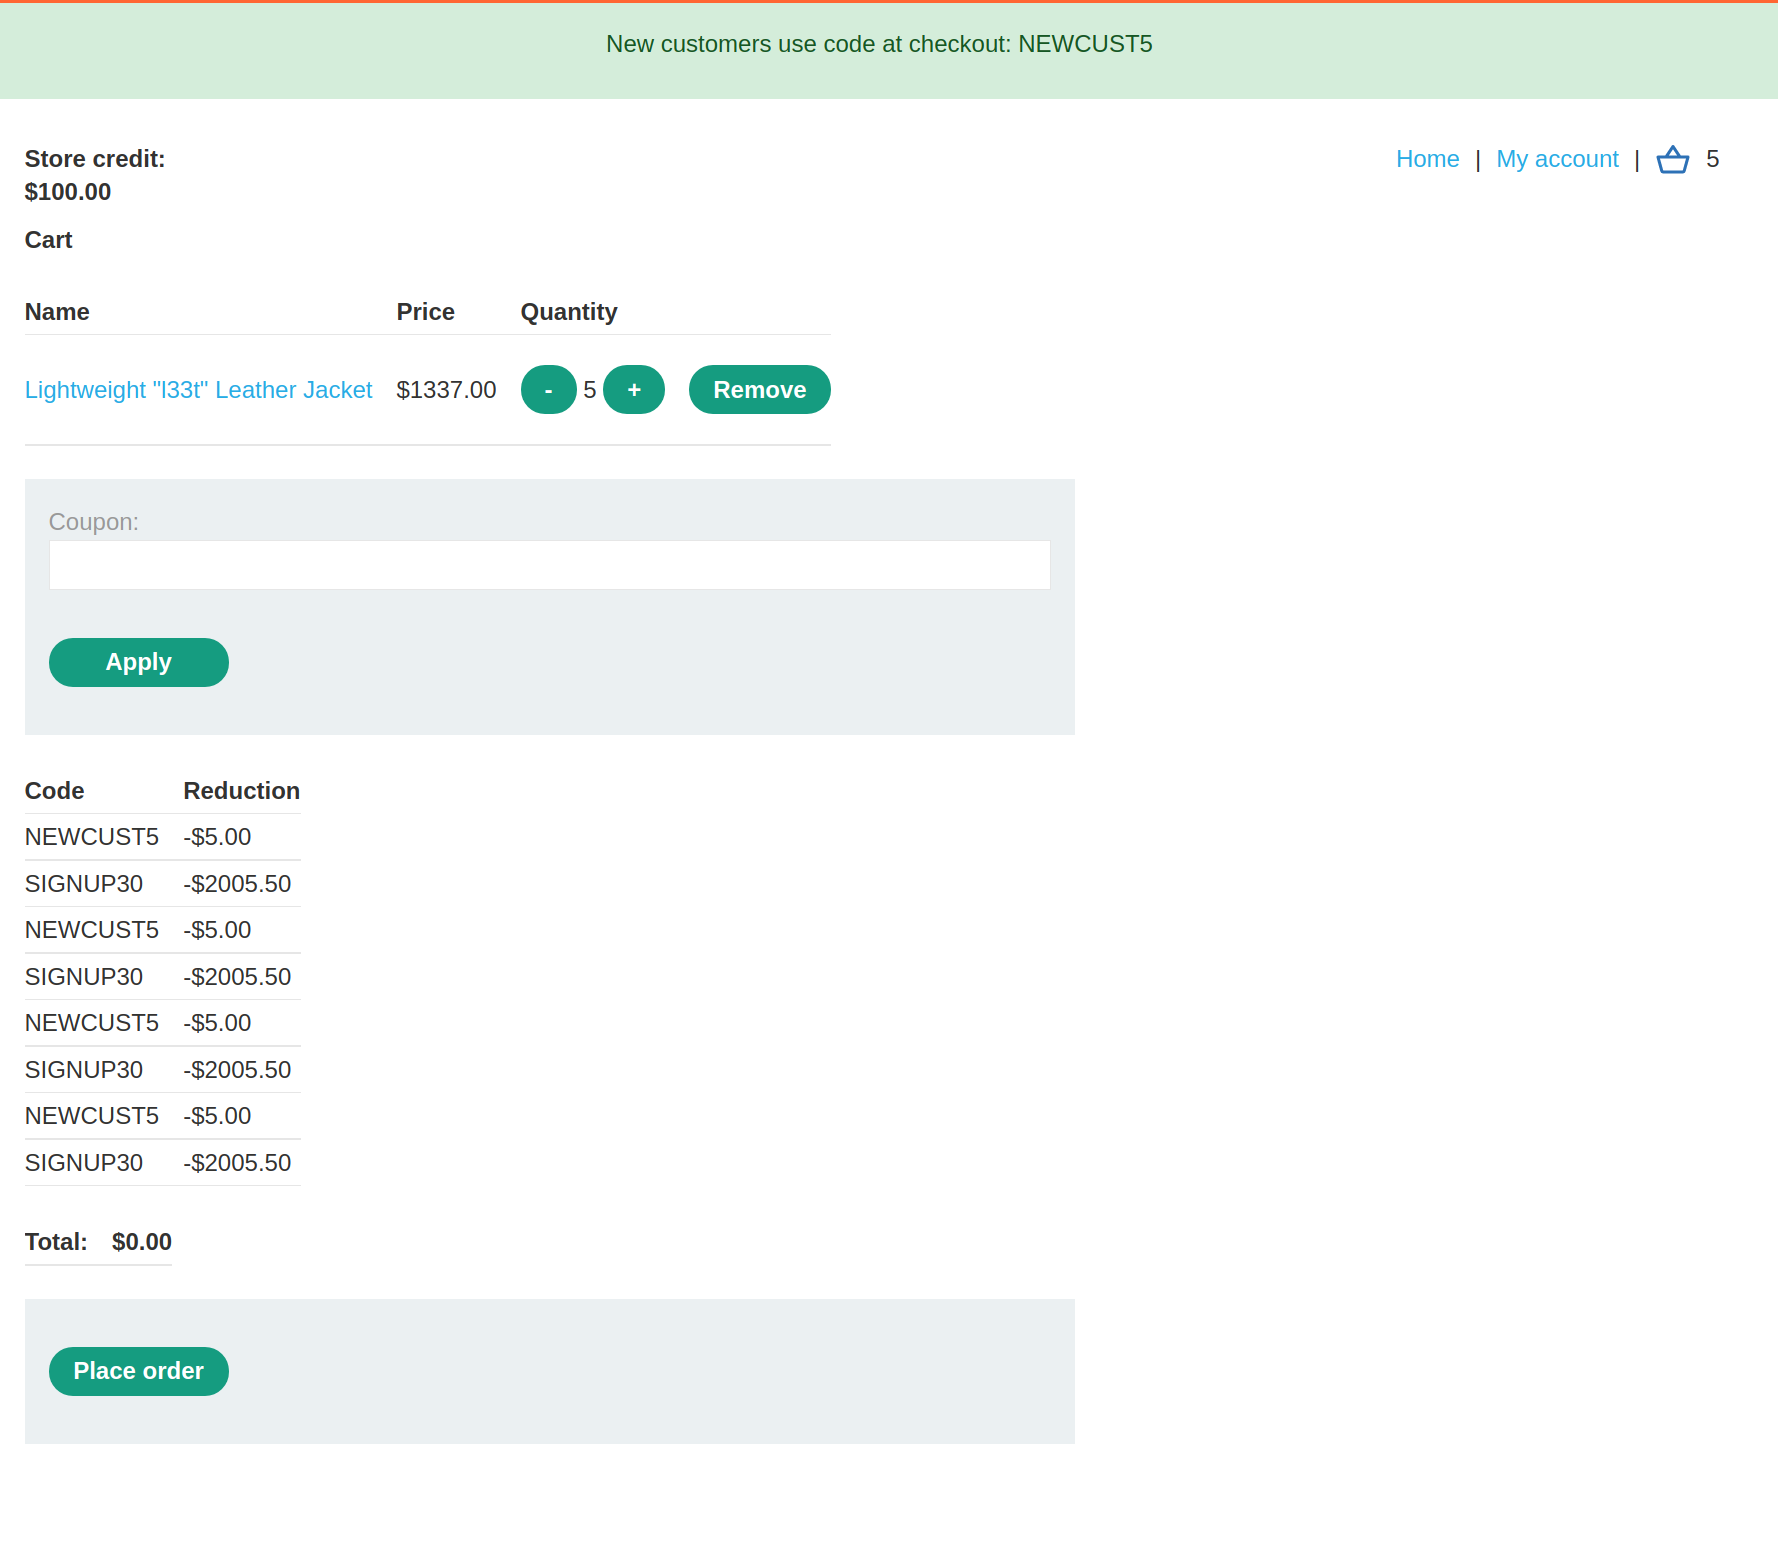 New customers use code at checkout: NEWCUST5
Store credit:
$100.00
Home | My account | 5
Cart
Name Price Quantity
Lightweight "l33t" Leather Jacket $1337.00 - 5 + Remove
Coupon:
Apply
Code Reduction
NEWCUST5 -$5.00
SIGNUP30 -$2005.50
NEWCUST5 -$5.00
SIGNUP30 -$2005.50
NEWCUST5 -$5.00
SIGNUP30 -$2005.50
NEWCUST5 -$5.00
SIGNUP30 -$2005.50
Total: $0.00
Place order